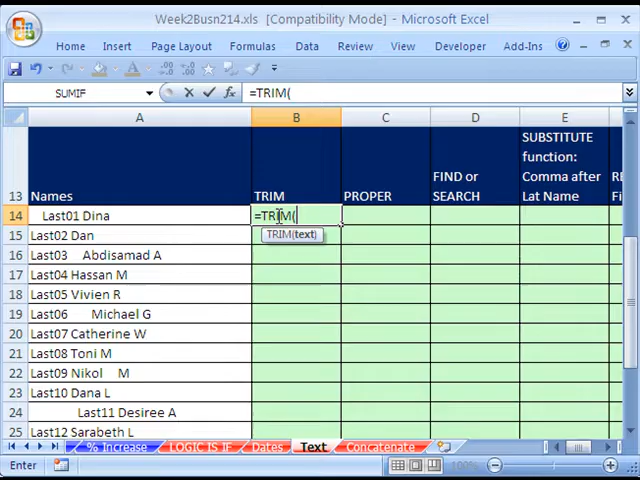 Week2Busn214.xls [Compatibility Mode] - Microsoft Excel
Home Insert Page Layout Formulas Data Review View Developer Add-Ins
SUMIF =TRIM(
A B C D E
13 Names TRIM PROPER FIND or SEARCH SUBSTITUTE function: Comma after Lat Name
14 Last01 Dina =TRIM(
TRIM(text)
15 Last02 Dan
16 Last03 Abdisamad A
17 Last04 Hassan M
18 Last05 Vivien R
19 Last06 Michael G
20 Last07 Catherine W
21 Last08 Toni M
22 Last09 Nikol M
23 Last10 Dana L
24 Last11 Desiree A
25 Last12 Sarabeth L
% Increase LOGIC IS IF Dates Text Concatenate
Enter 100%